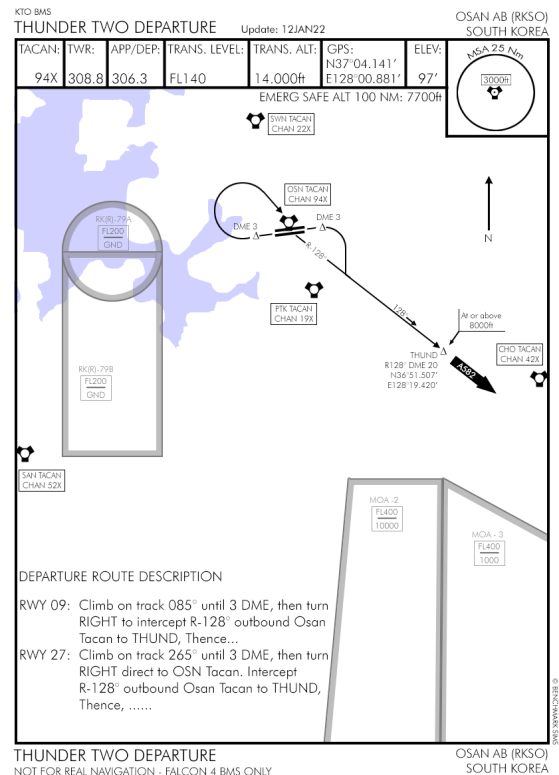 KTO BMS
THUNDER TWO DEPARTURE Update: 12JAN22
OSAN AB (RKSO)
SOUTH KOREA
TACAN: TWR: APP/DEP: TRANS. LEVEL: TRANS. ALT: GPS: ELEV:
94X 308.8 306.3 FL140 14.000ft N37°04.141' E128°00.881' 97'
MSA 25 Nm
3000ft
EMERG SAFE ALT 100 NM: 7700ft
SWN TACAN
CHAN 22X
OSN TACAN
CHAN 94X
RK(R)-79A
FL200
GND
DME 3
DME 3
R-128°
N
PTK TACAN
CHAN 19X
128°
At or above
8000ft
THUND
R128° DME 20
N36°51.507'
E128°19.420'
A582
CHO TACAN
CHAN 42X
RK(R)-79B
FL200
GND
SAN TACAN
CHAN 52X
MOA -2
FL400
10000
MOA - 3
FL400
1000
DEPARTURE ROUTE DESCRIPTION
RWY 09: Climb on track 085° until 3 DME, then turn
RIGHT to intercept R-128° outbound Osan
Tacan to THUND, Thence...
RWY 27: Climb on track 265° until 3 DME, then turn
RIGHT direct to OSN Tacan. Intercept
R-128° outbound Osan Tacan to THUND,
Thence, ......
© BENCHMARK SIMS
THUNDER TWO DEPARTURE
NOT FOR REAL NAVIGATION - FALCON 4 BMS ONLY
OSAN AB (RKSO)
SOUTH KOREA